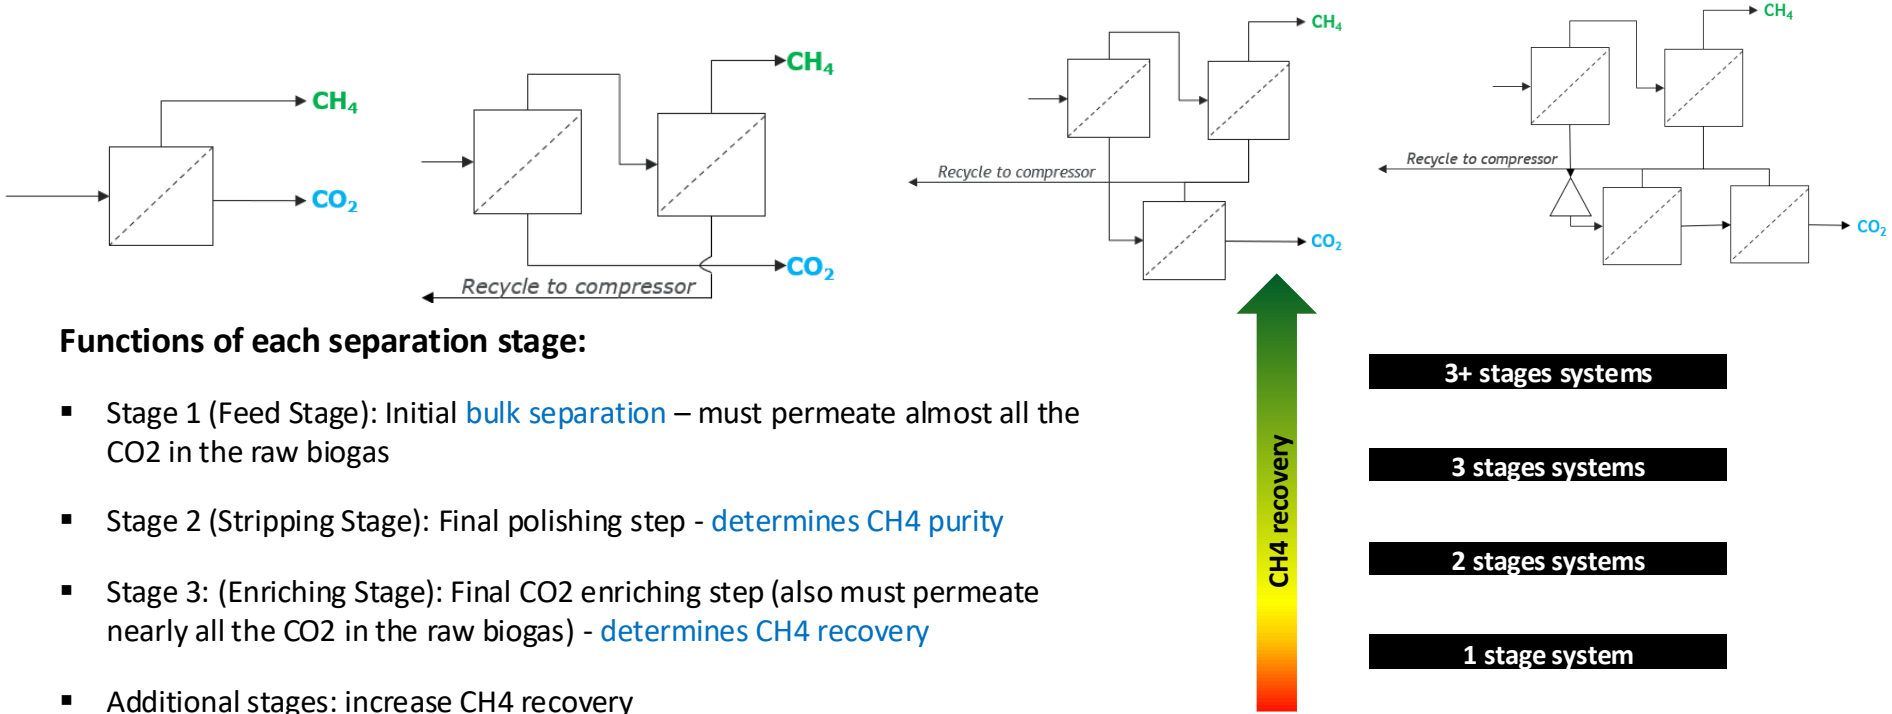 CH₄
CO₂
CH₄
CO₂
Recycle to compressor
CH₄
Recycle to compressor
CO₂
CH₄
Recycle to compressor
CO₂
Functions of each separation stage:
▪ Stage 1 (Feed Stage): Initial bulk separation – must permeate almost all the
CO2 in the raw biogas
▪ Stage 2 (Stripping Stage): Final polishing step - determines CH4 purity
▪ Stage 3: (Enriching Stage): Final CO2 enriching step (also must permeate
nearly all the CO2 in the raw biogas) - determines CH4 recovery
▪ Additional stages: increase CH4 recovery
CH4 recovery
3+ stages systems
3 stages systems
2 stages systems
1 stage system